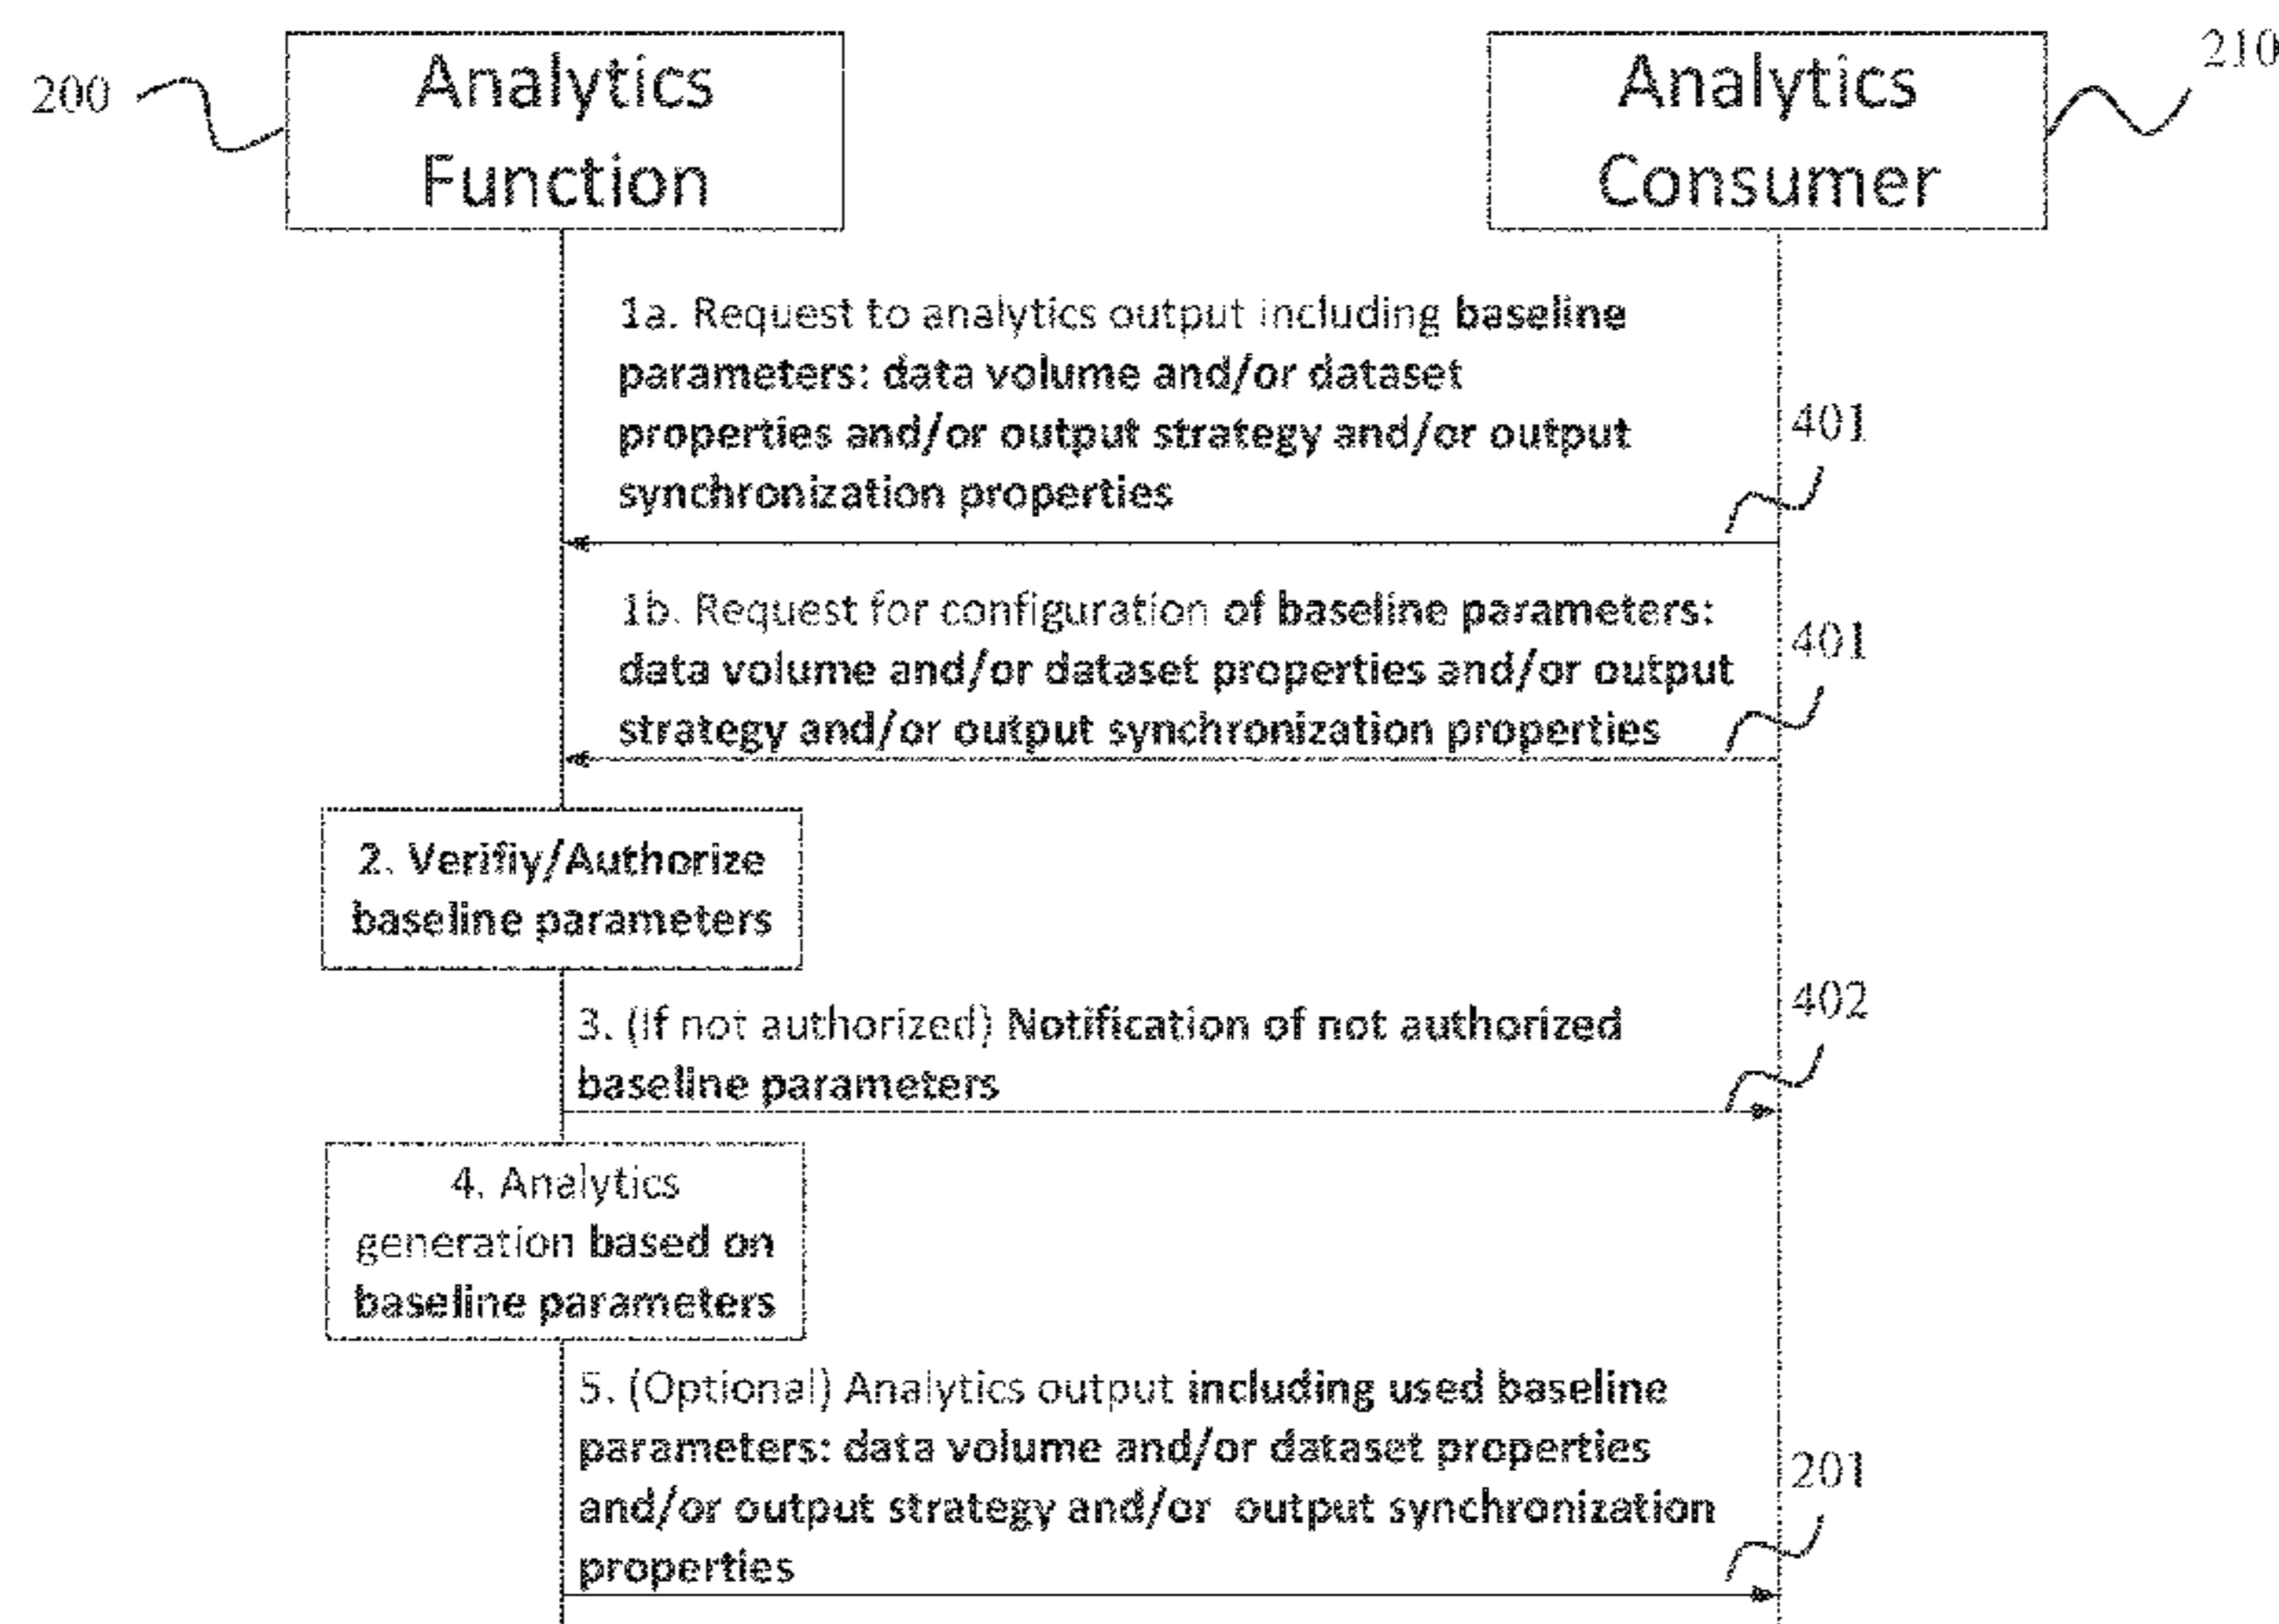 200
Analytics
Function
Analytics
Consumer
210
1a. Request to analytics output including baseline
parameters: data volume and/or dataset
properties and/or output strategy and/or output
synchronization properties
401
1b. Request for configuration of baseline parameters:
data volume and/or dataset properties and/or output
strategy and/or output synchronization properties
401
2. Verifiy/Authorize
baseline parameters
3. (If not authorized) Notification of not authorized
baseline parameters
402
4. Analytics
generation based on
baseline parameters
5. (Optional) Analytics output including used baseline
parameters: data volume and/or dataset properties
and/or output strategy and/or output synchronization
properties
201